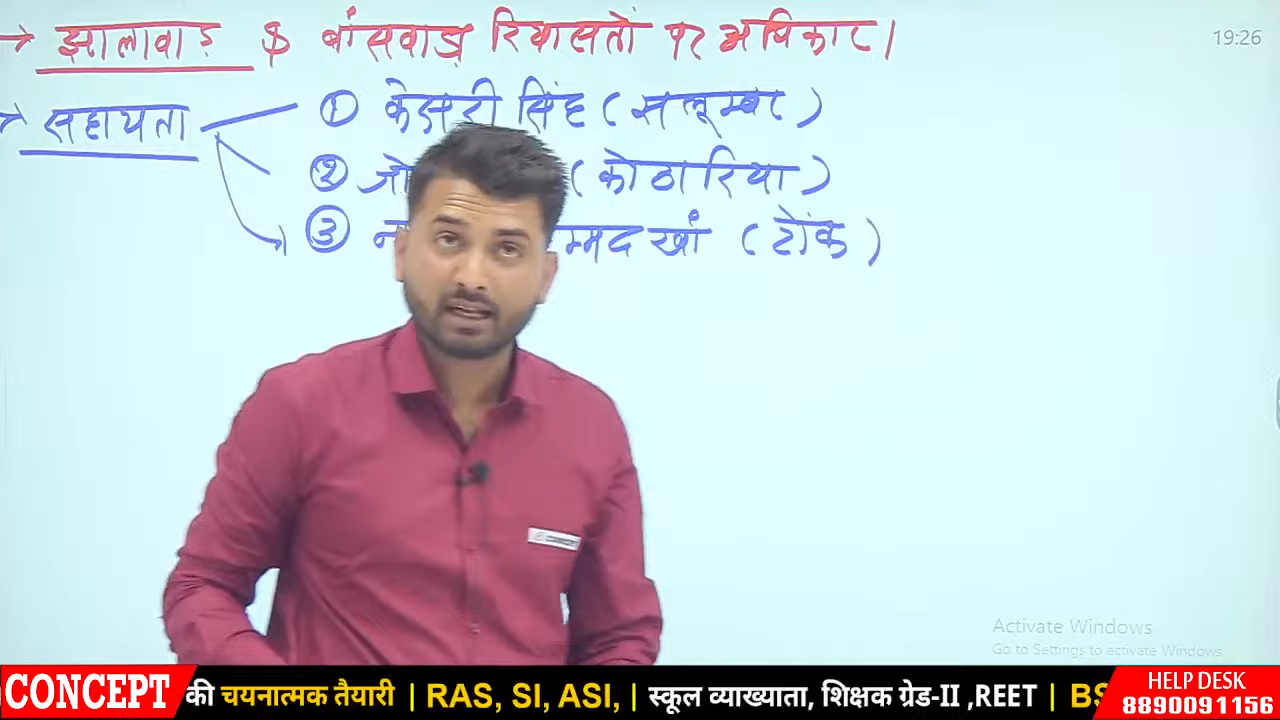 → झालावाड़ $ बांसवाड़ा रियासतों पर अधिकार।
19:26
→ सहायता
① केसरी सिंह (सलूम्बर)
② जो (कोठारिया)
③ म्मद खां (टोंक)
Activate Windows
Go to Settings to activate Windows.
CONCEPT
की चयनात्मक तैयारी | RAS, SI, ASI, | स्कूल व्याख्याता, शिक्षक ग्रेड-II ,REET | BS
HELP DESK
8890091156